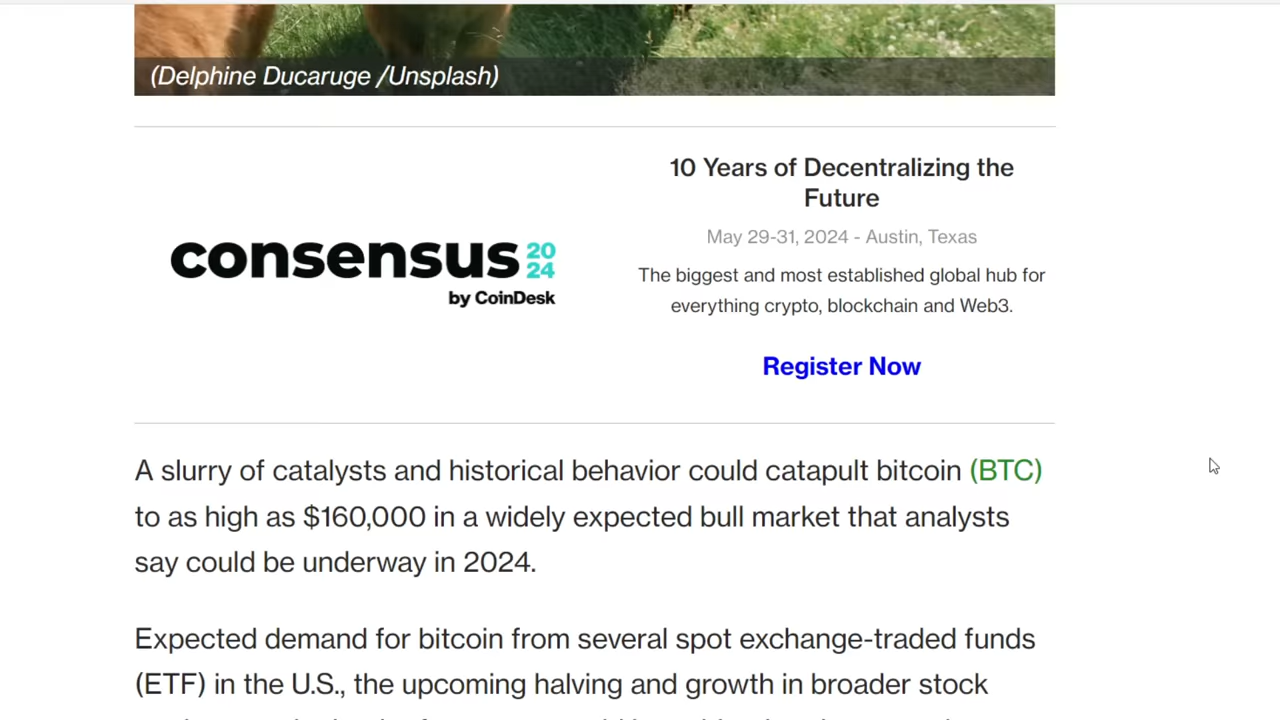 (Delphine Ducaruge /Unsplash)
consensus 20
24
by CoinDesk
10 Years of Decentralizing the
Future
May 29-31, 2024 - Austin, Texas
The biggest and most established global hub for
everything crypto, blockchain and Web3.
Register Now
A slurry of catalysts and historical behavior could catapult bitcoin (BTC)
to as high as $160,000 in a widely expected bull market that analysts
say could be underway in 2024.
Expected demand for bitcoin from several spot exchange-traded funds
(ETF) in the U.S., the upcoming halving and growth in broader stock